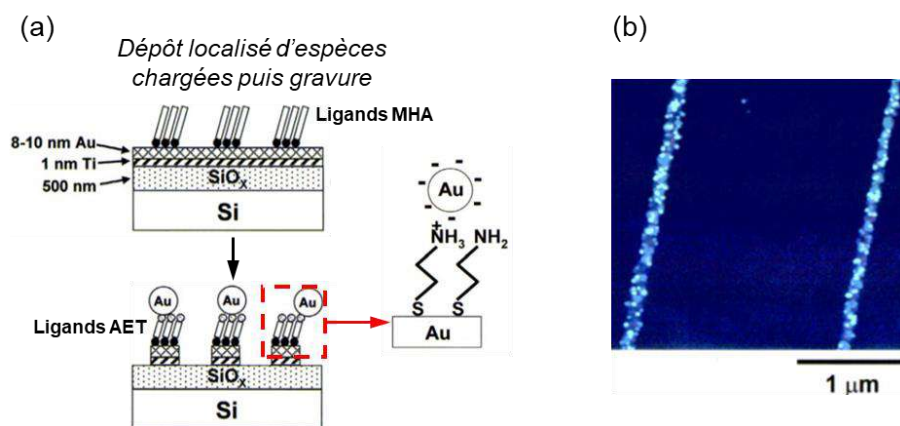 (a)
Dépôt localisé d'espèces
chargées puis gravure
Ligands MHA
8-10 nm Au
1 nm Ti
500 nm
SiOx
Si
Au
+
NH3 NH2
S S
Au
Ligands AET
Au Au Au
SiOx
Si
(b)
1 μm